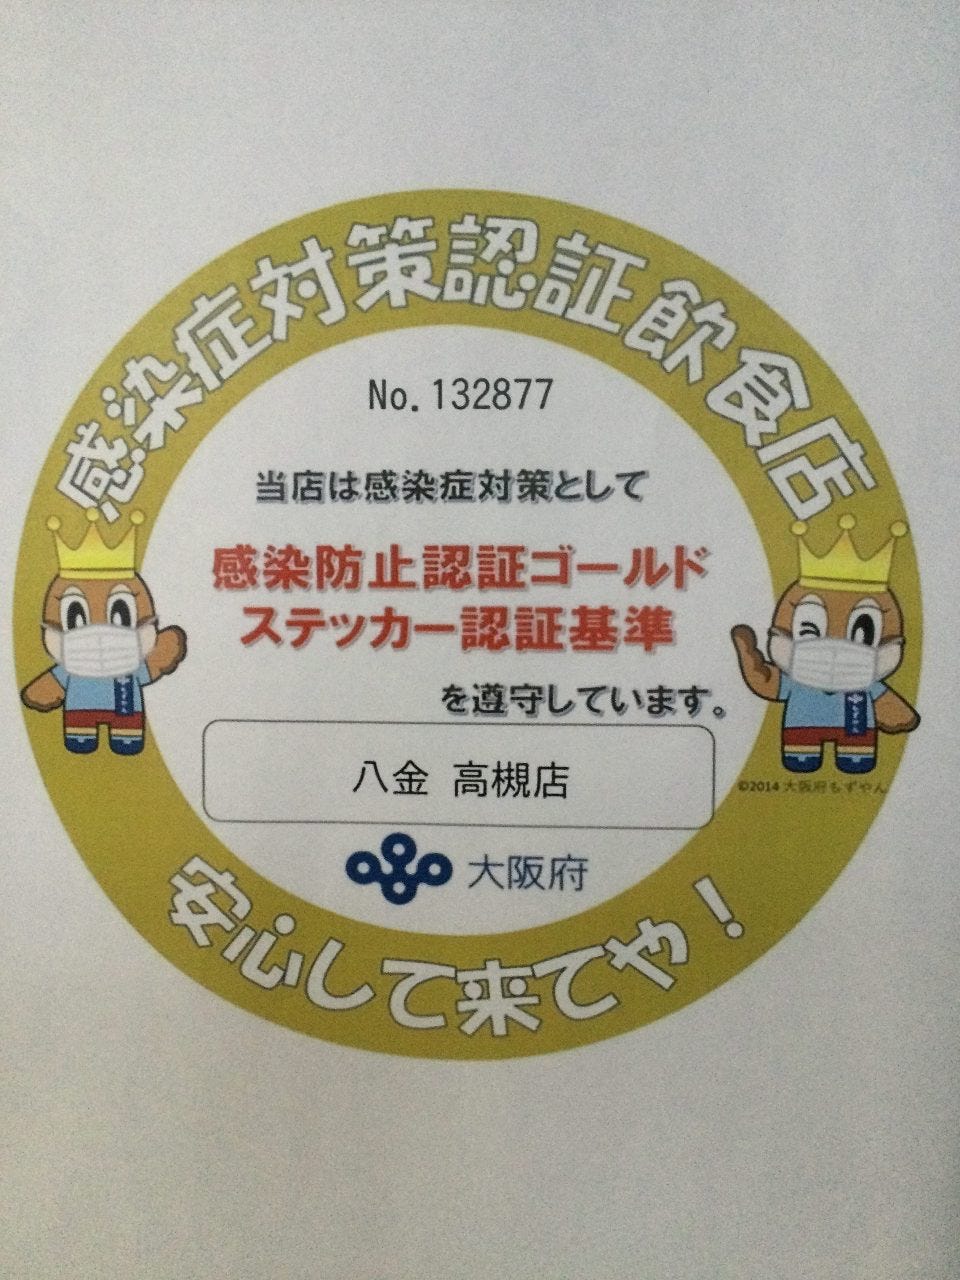 感染症対策認証飲食店
No.132877
当店は感染症対策として
感染防止認証ゴールド
ステッカー認証基準
を遵守しています。
八金 高槻店
©2014 大阪府もずやん
大阪府
安心して来てや！